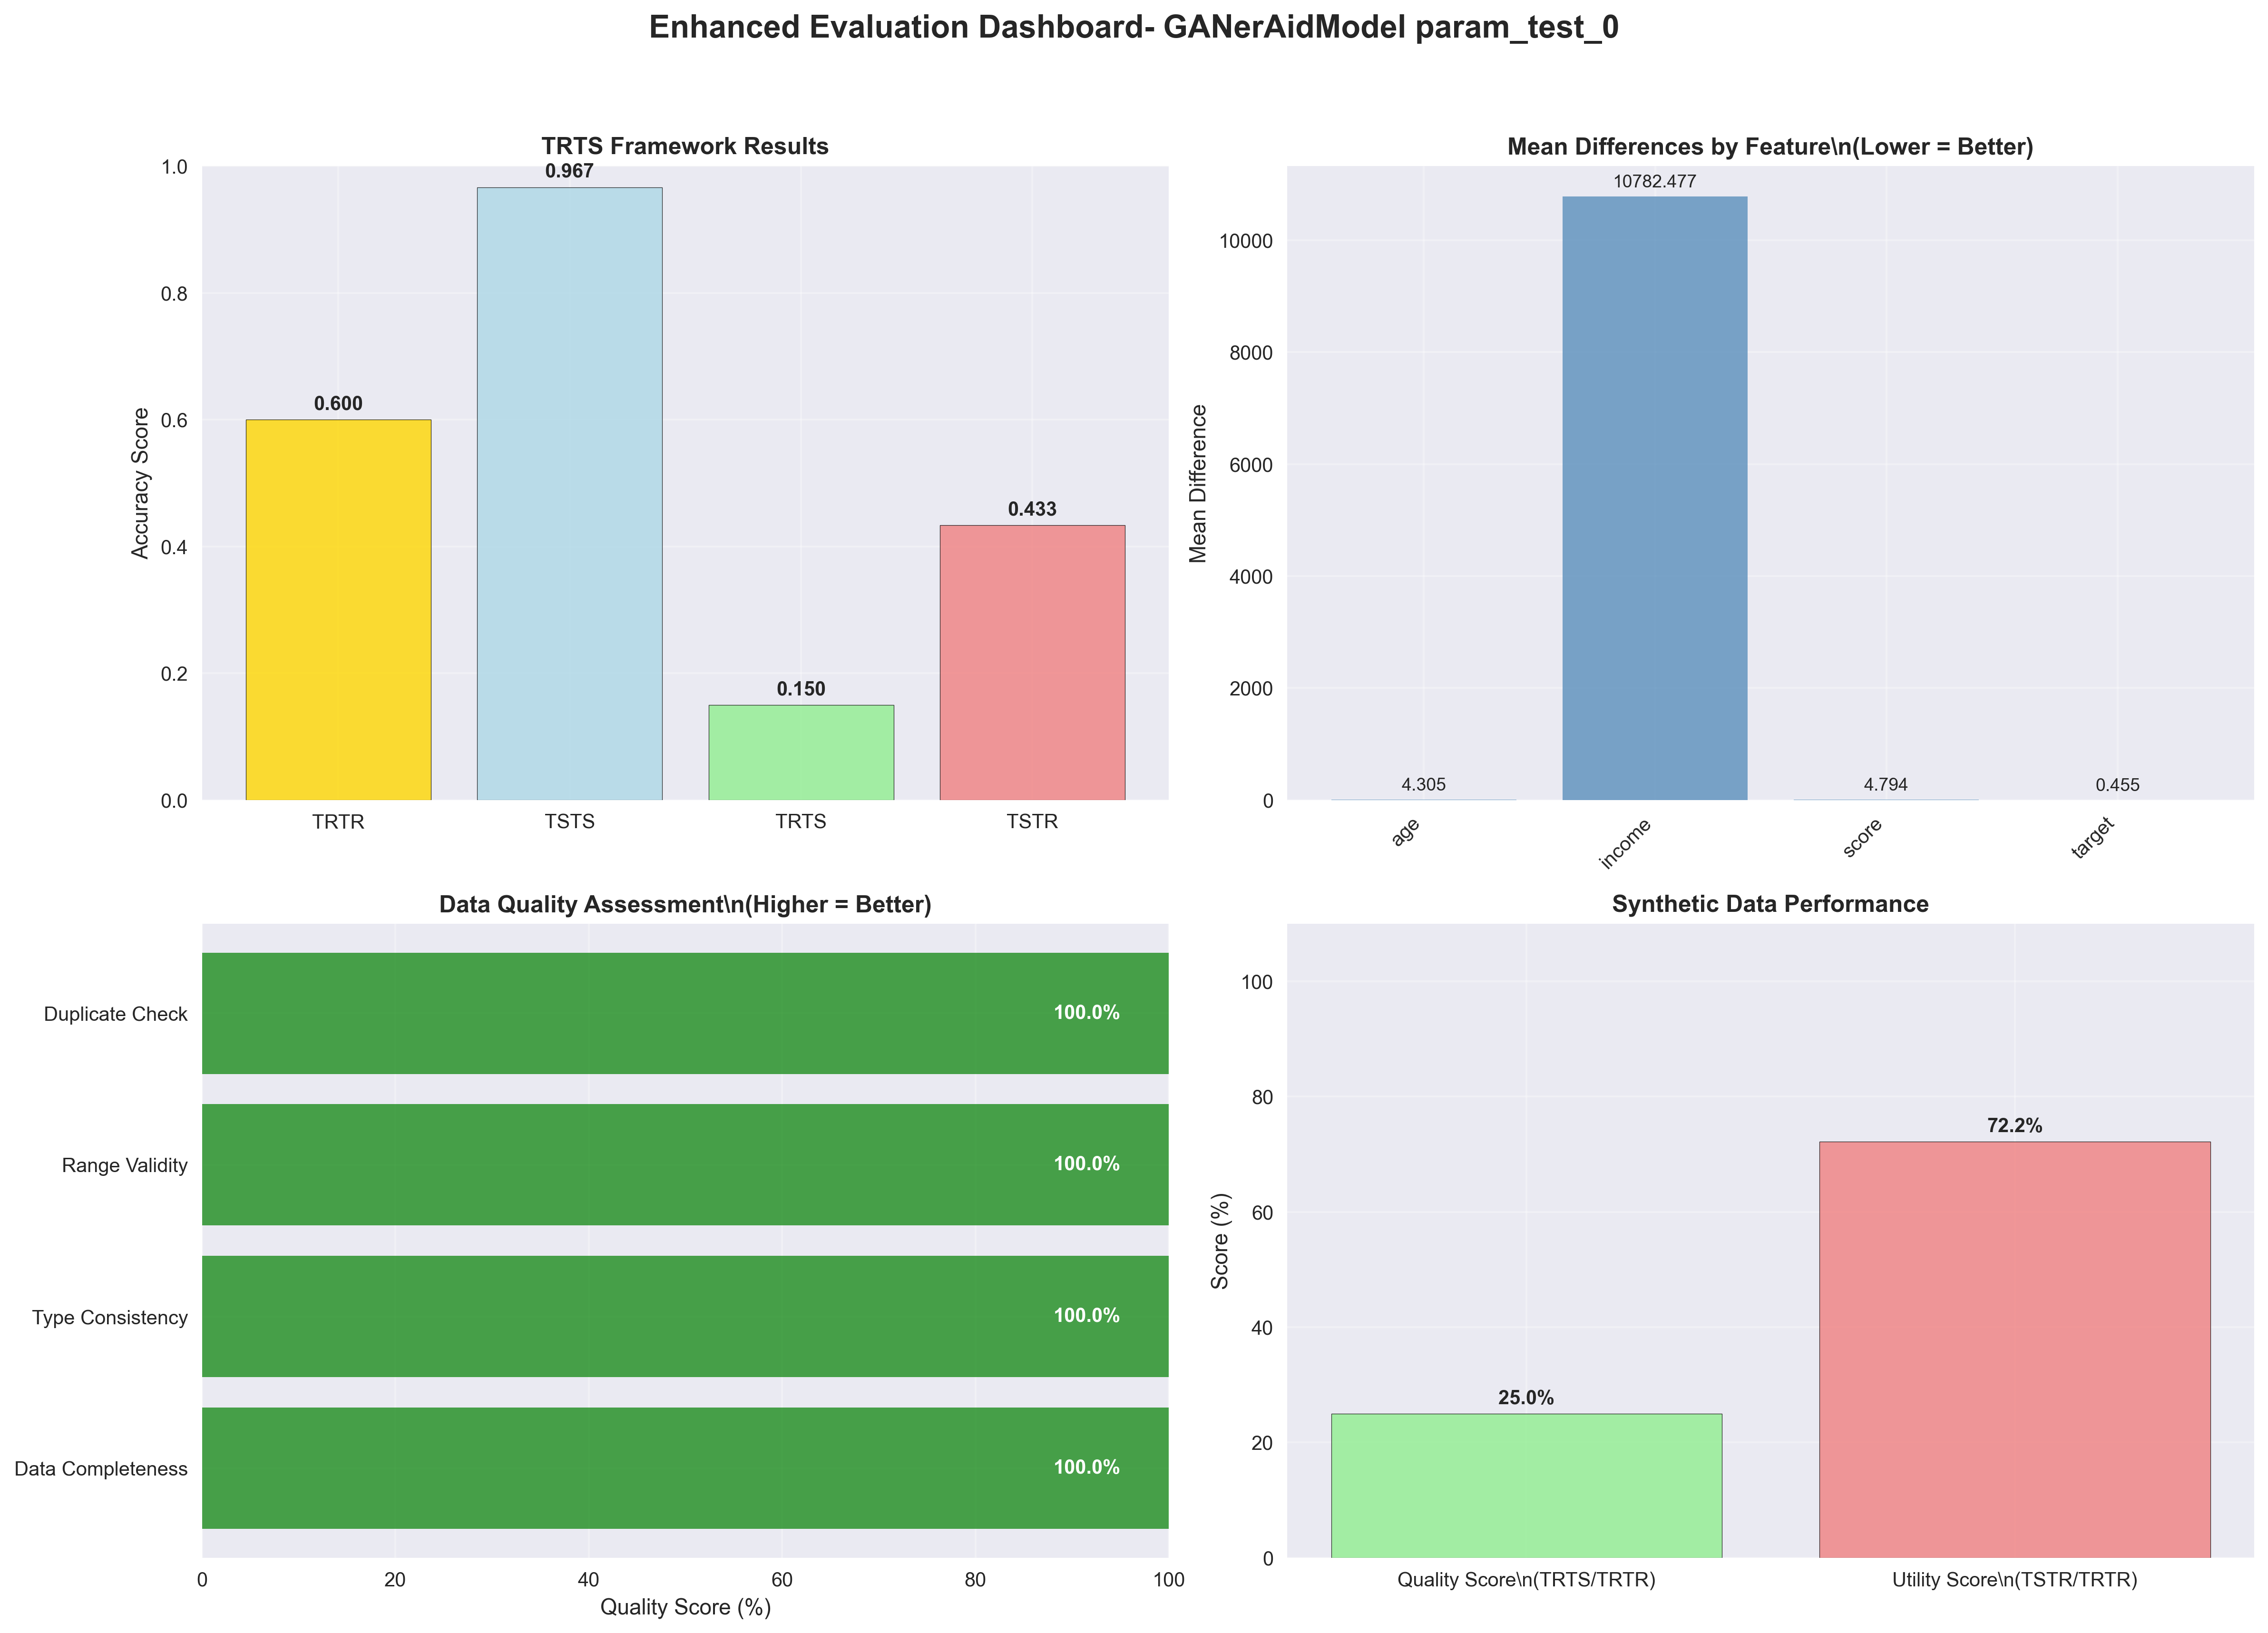 Enhanced Evaluation Dashboard- GANerAidModel param_test_0
TRTS Framework Results
Accuracy Score
1.0
0.8
0.6
0.4
0.2
0.0
0.600
0.967
0.150
0.433
TRTR
TSTS
TRTS
TSTR
Mean Differences by Feature\n(Lower = Better)
Mean Difference
10000
8000
6000
4000
2000
0
4.305
10782.477
4.794
0.455
age
income
score
target
Data Quality Assessment\n(Higher = Better)
Duplicate Check
100.0%
Range Validity
100.0%
Type Consistency
100.0%
Data Completeness
100.0%
0
20
40
60
80
100
Quality Score (%)
Synthetic Data Performance
Score (%)
100
80
60
40
20
0
25.0%
72.2%
Quality Score\n(TRTS/TRTR)
Utility Score\n(TSTR/TRTR)